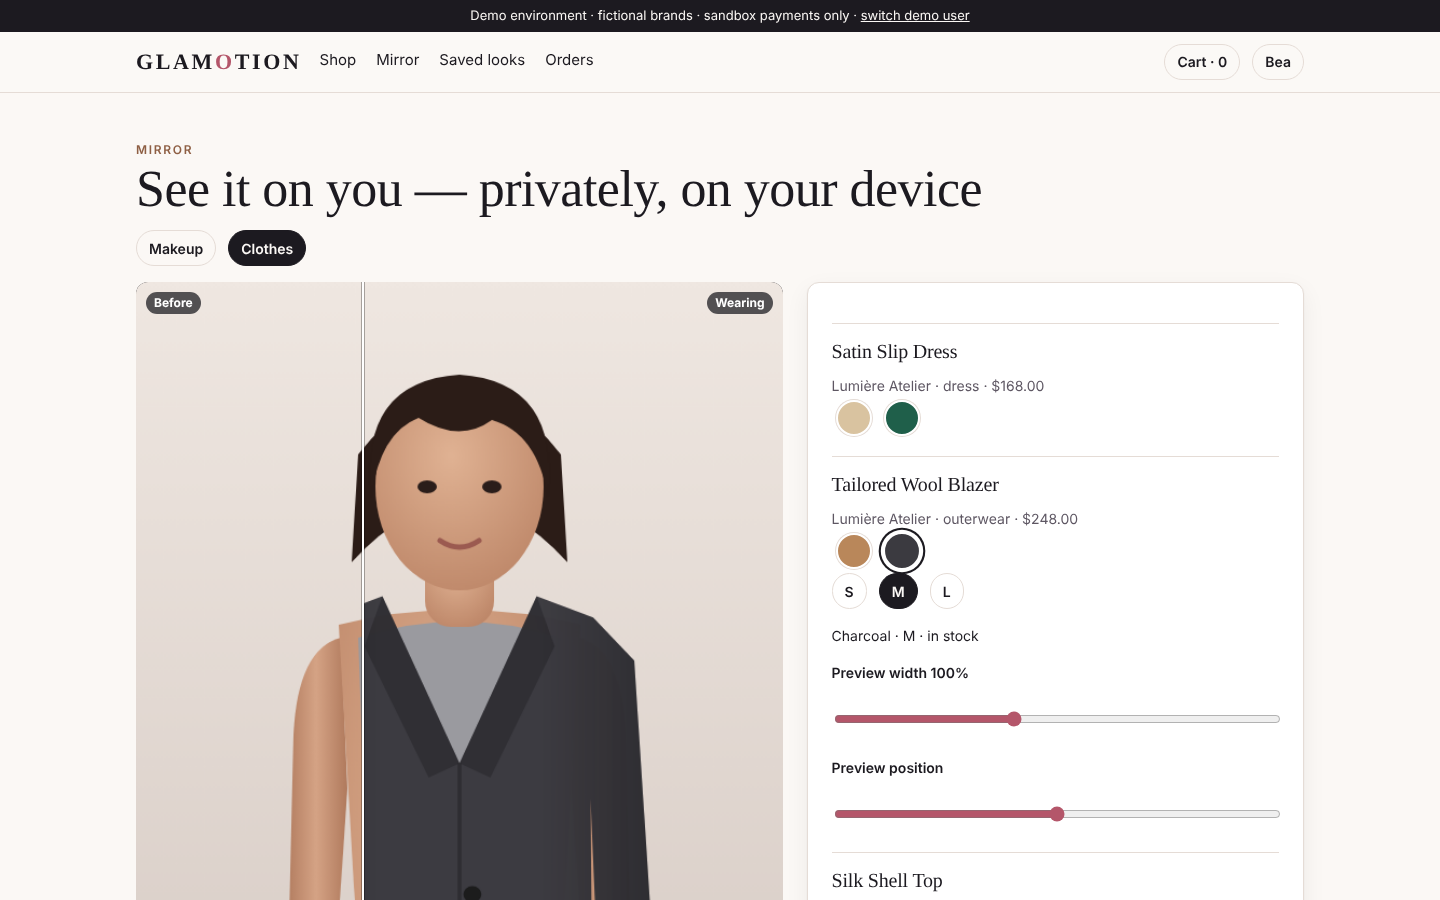 Demo environment · fictional brands · sandbox payments only · switch demo user
GLAMOTION Shop Mirror Saved looks Orders Cart · 0 Bea
MIRROR
See it on you — privately, on your device
Makeup Clothes
Before Wearing
Satin Slip Dress
Lumière Atelier · dress · $168.00
Tailored Wool Blazer
Lumière Atelier · outerwear · $248.00
S M L
Charcoal · M · in stock
Preview width 100%
Preview position
Silk Shell Top